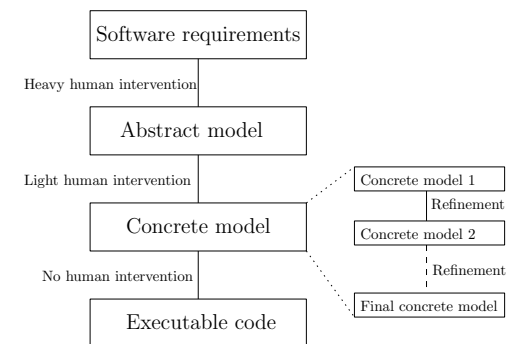 Software requirements
Heavy human intervention
Abstract model
Light human intervention
Concrete model
No human intervention
Executable code
Concrete model 1
Refinement
Concrete model 2
Refinement
Final concrete model